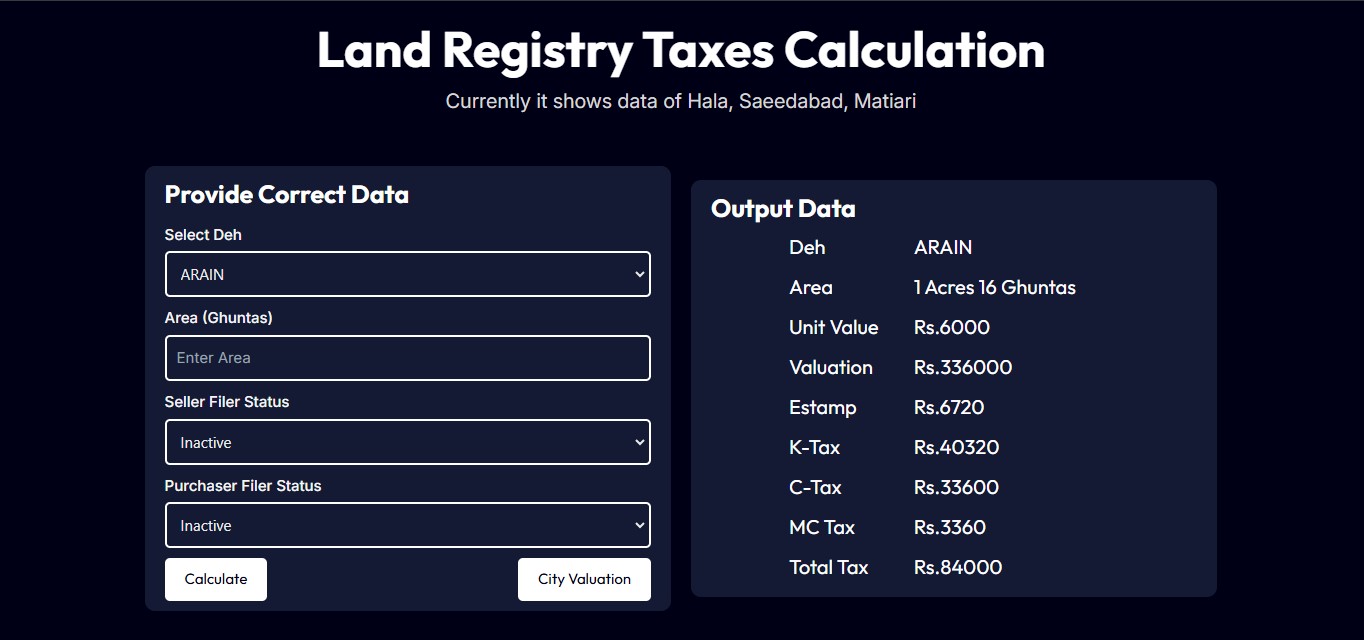 Land Registry Taxes Calculation
Currently it shows data of Hala, Saeedabad, Matiari
Provide Correct Data
Select Deh
ARAIN
Area (Ghuntas)
Enter Area
Seller Filer Status
Inactive
Purchaser Filer Status
Inactive
Calculate City Valuation
Output Data
Deh ARAIN
Area 1 Acres 16 Ghuntas
Unit Value Rs.6000
Valuation Rs.336000
Estamp Rs.6720
K-Tax Rs.40320
C-Tax Rs.33600
MC Tax Rs.3360
Total Tax Rs.84000